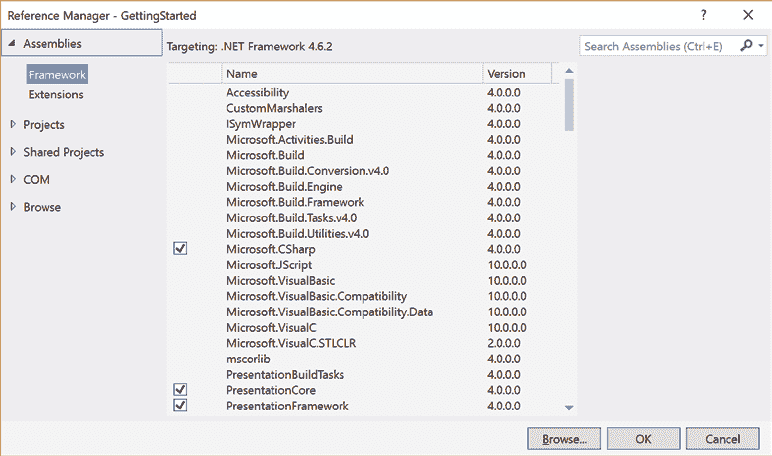 Reference Manager - GettingStarted
Assemblies
Framework
Extensions
Projects
Shared Projects
COM
Browse
Targeting: .NET Framework 4.6.2
Search Assemblies (Ctrl+E)
Name Version
Accessibility 4.0.0.0
CustomMarshalers 4.0.0.0
ISymWrapper 4.0.0.0
Microsoft.Activities.Build 4.0.0.0
Microsoft.Build 4.0.0.0
Microsoft.Build.Conversion.v4.0 4.0.0.0
Microsoft.Build.Engine 4.0.0.0
Microsoft.Build.Framework 4.0.0.0
Microsoft.Build.Tasks.v4.0 4.0.0.0
Microsoft.Build.Utilities.v4.0 4.0.0.0
Microsoft.CSharp 4.0.0.0
Microsoft.JScript 10.0.0.0
Microsoft.VisualBasic 10.0.0.0
Microsoft.VisualBasic.Compatibility 10.0.0.0
Microsoft.VisualBasic.Compatibility.Data 10.0.0.0
Microsoft.VisualC 10.0.0.0
Microsoft.VisualC.STLCLR 2.0.0.0
mscorlib 4.0.0.0
PresentationBuildTasks 4.0.0.0
PresentationCore 4.0.0.0
PresentationFramework 4.0.0.0
Browse... OK Cancel